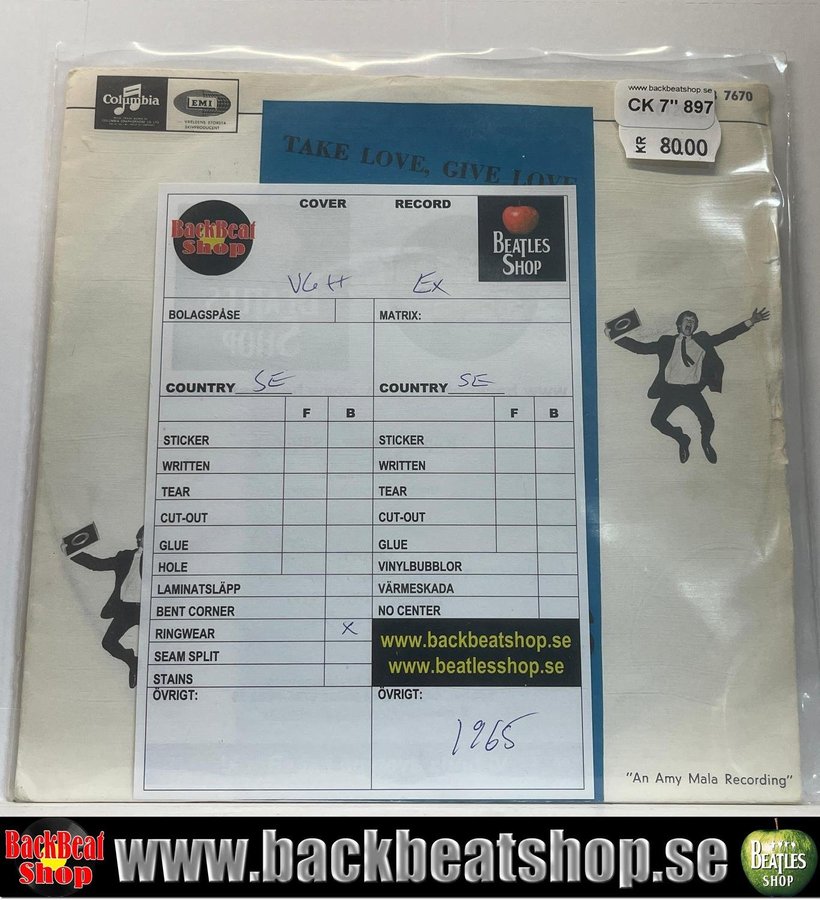 Columbia
EMI
VÄRLDENS STÖRSTA
SKIVPRODUCENT
www.backbeatshop.se
7670
CK 7" 897
KR 80.00
TAKE LOVE, GIVE LOVE
COVER RECORD
BackBeat
Shop
BEATLES
SHOP
VG++ Ex
BOLAGSPÅSE MATRIX:
COUNTRY SE COUNTRY SE
F B F B
STICKER STICKER
WRITTEN WRITTEN
TEAR TEAR
CUT-OUT CUT-OUT
GLUE GLUE
HOLE VINYLBUBBLOR
LAMINATSLÄPP VÄRMESKADA
BENT CORNER NO CENTER
RINGWEAR X
www.backbeatshop.se
SEAM SPLIT
www.beatlesshop.se
STAINS
ÖVRIGT: ÖVRIGT:
1965
"An Amy Mala Recording"
BackBeat
Shop
www.backbeatshop.se
BEATLES
SHOP